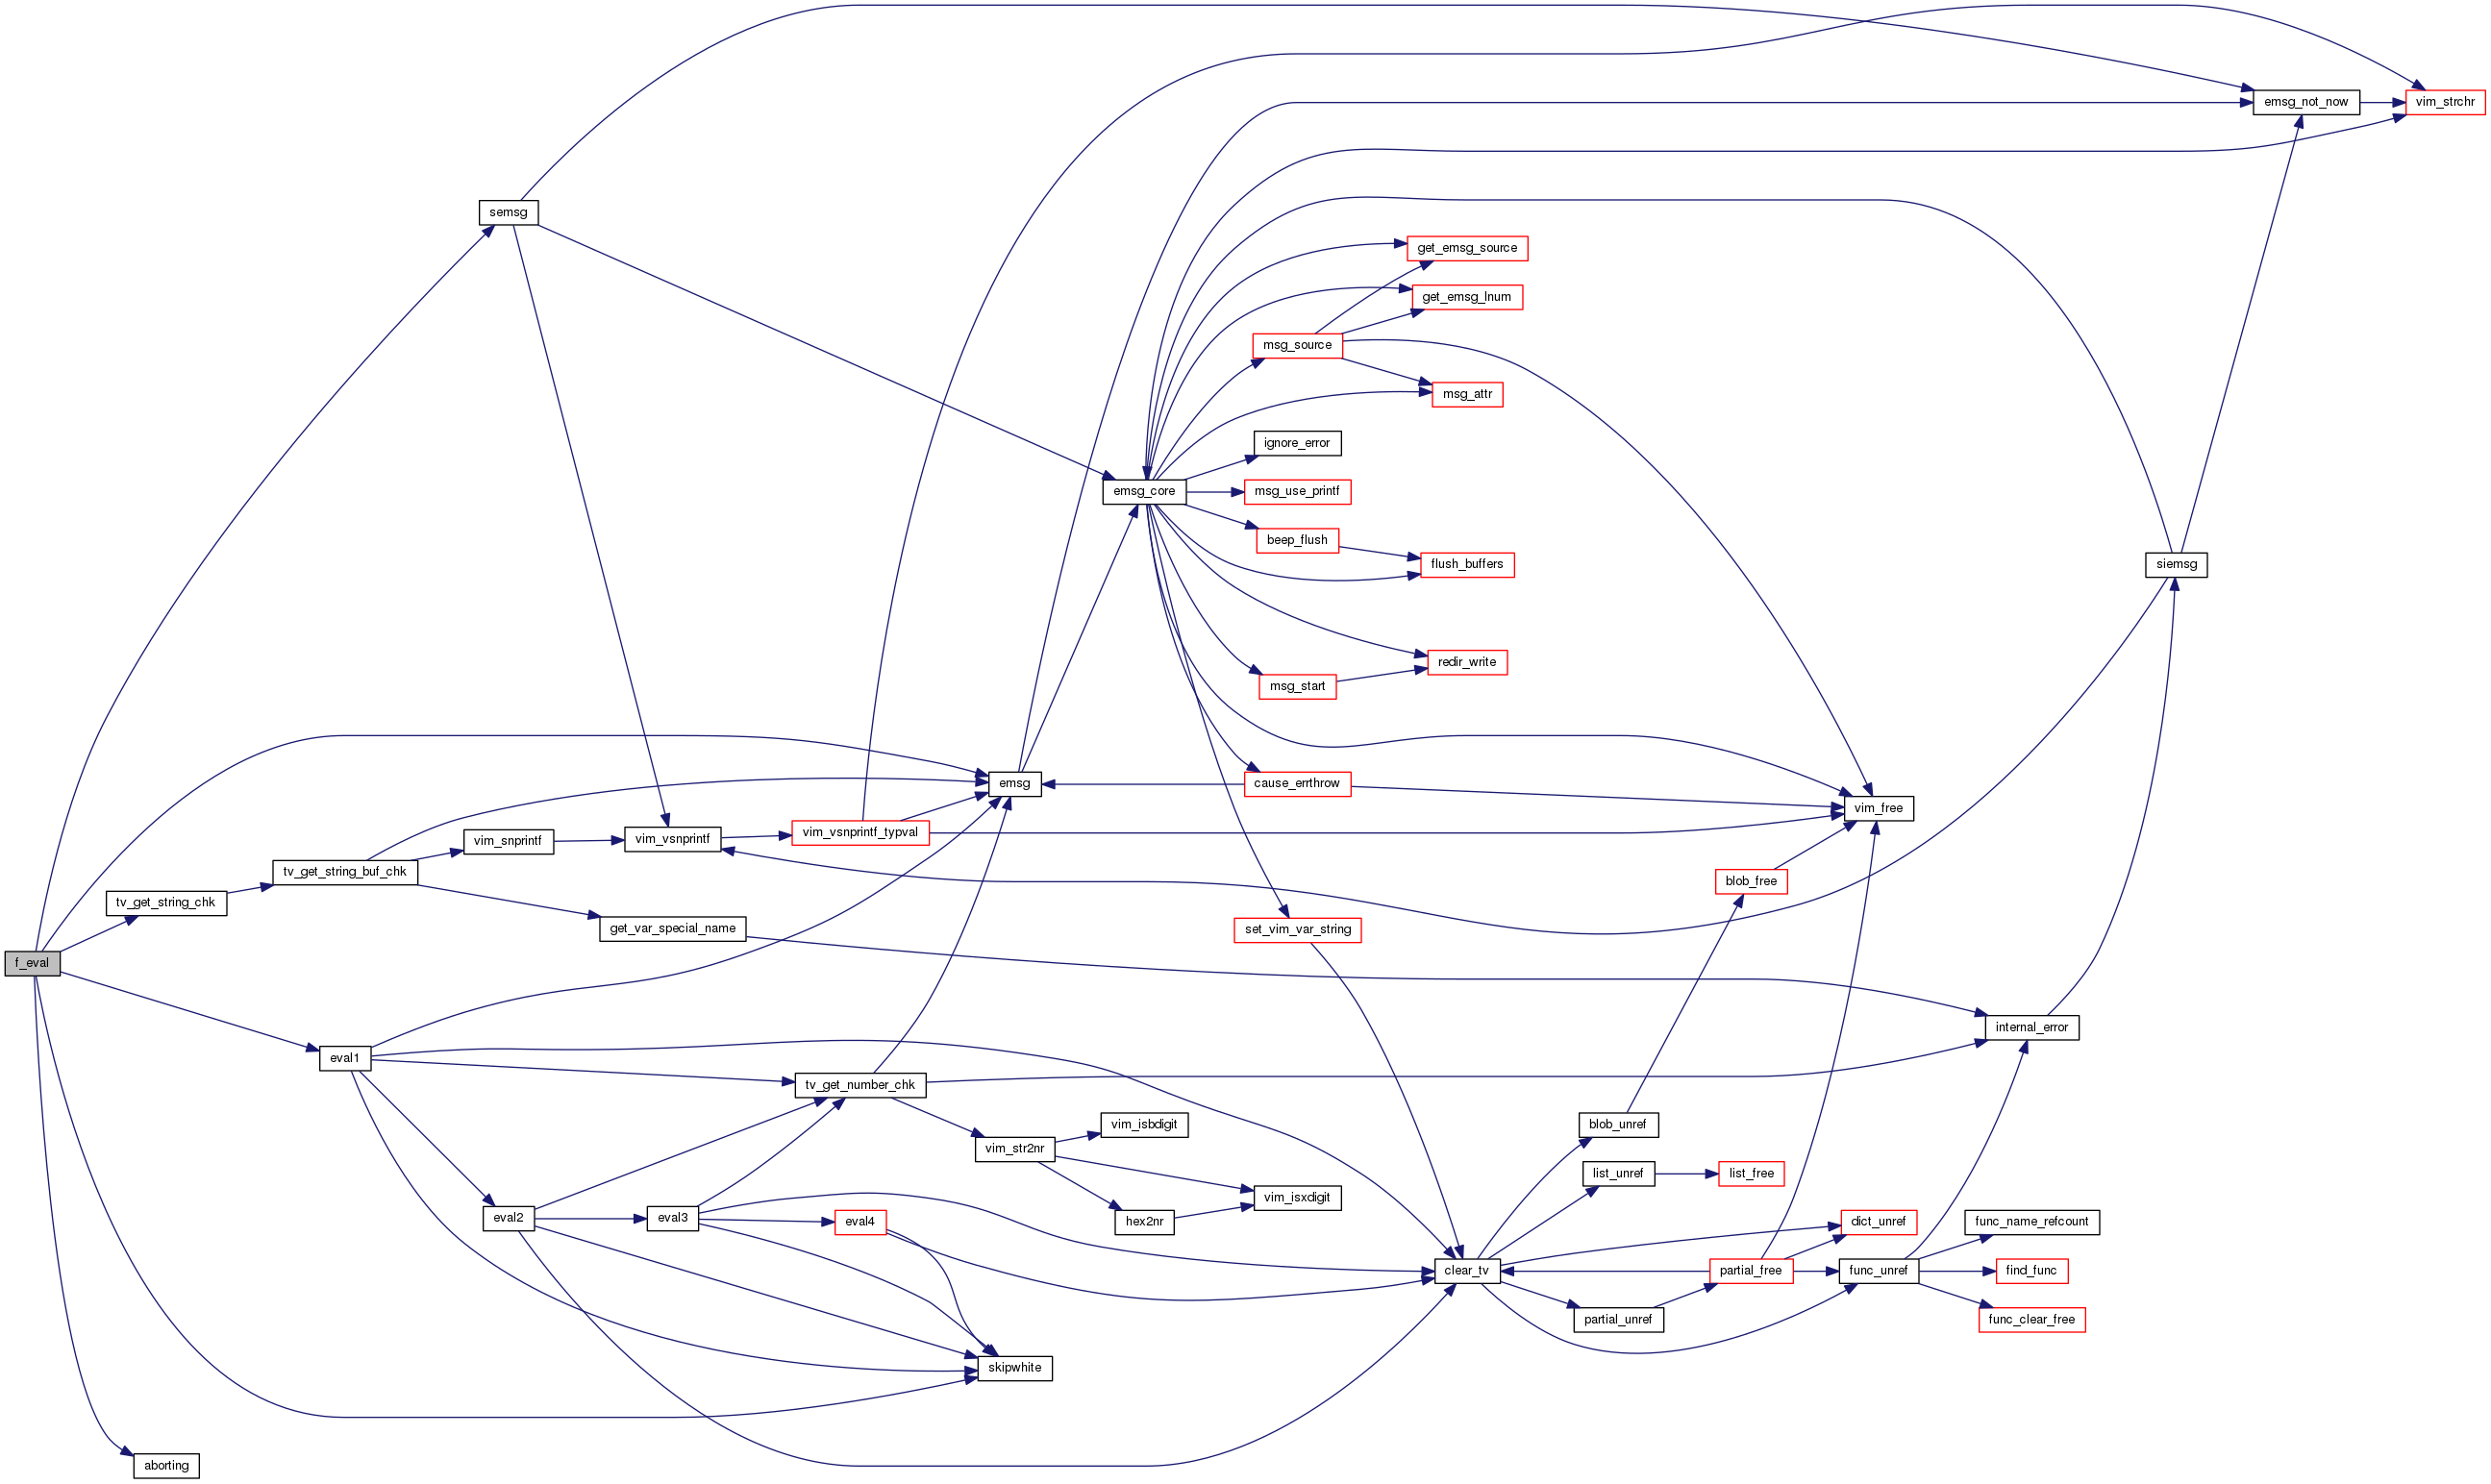 emsg_not_now
vim_strchr
semsg
get_emsg_source
get_emsg_lnum
msg_source
msg_attr
ignore_error
emsg_core
msg_use_printf
beep_flush
flush_buffers
siemsg
redir_write
msg_start
emsg
cause_errthrow
vim_free
vim_vsnprintf_typval
vim_snprintf
vim_vsnprintf
tv_get_string_buf_chk
blob_free
tv_get_string_chk
get_var_special_name
set_vim_var_string
f_eval
internal_error
eval1
tv_get_number_chk
vim_isbdigit
blob_unref
vim_str2nr
list_unref
list_free
vim_isxdigit
eval2
eval3
eval4
hex2nr
dict_unref
func_name_refcount
clear_tv
partial_free
func_unref
find_func
partial_unref
func_clear_free
skipwhite
aborting